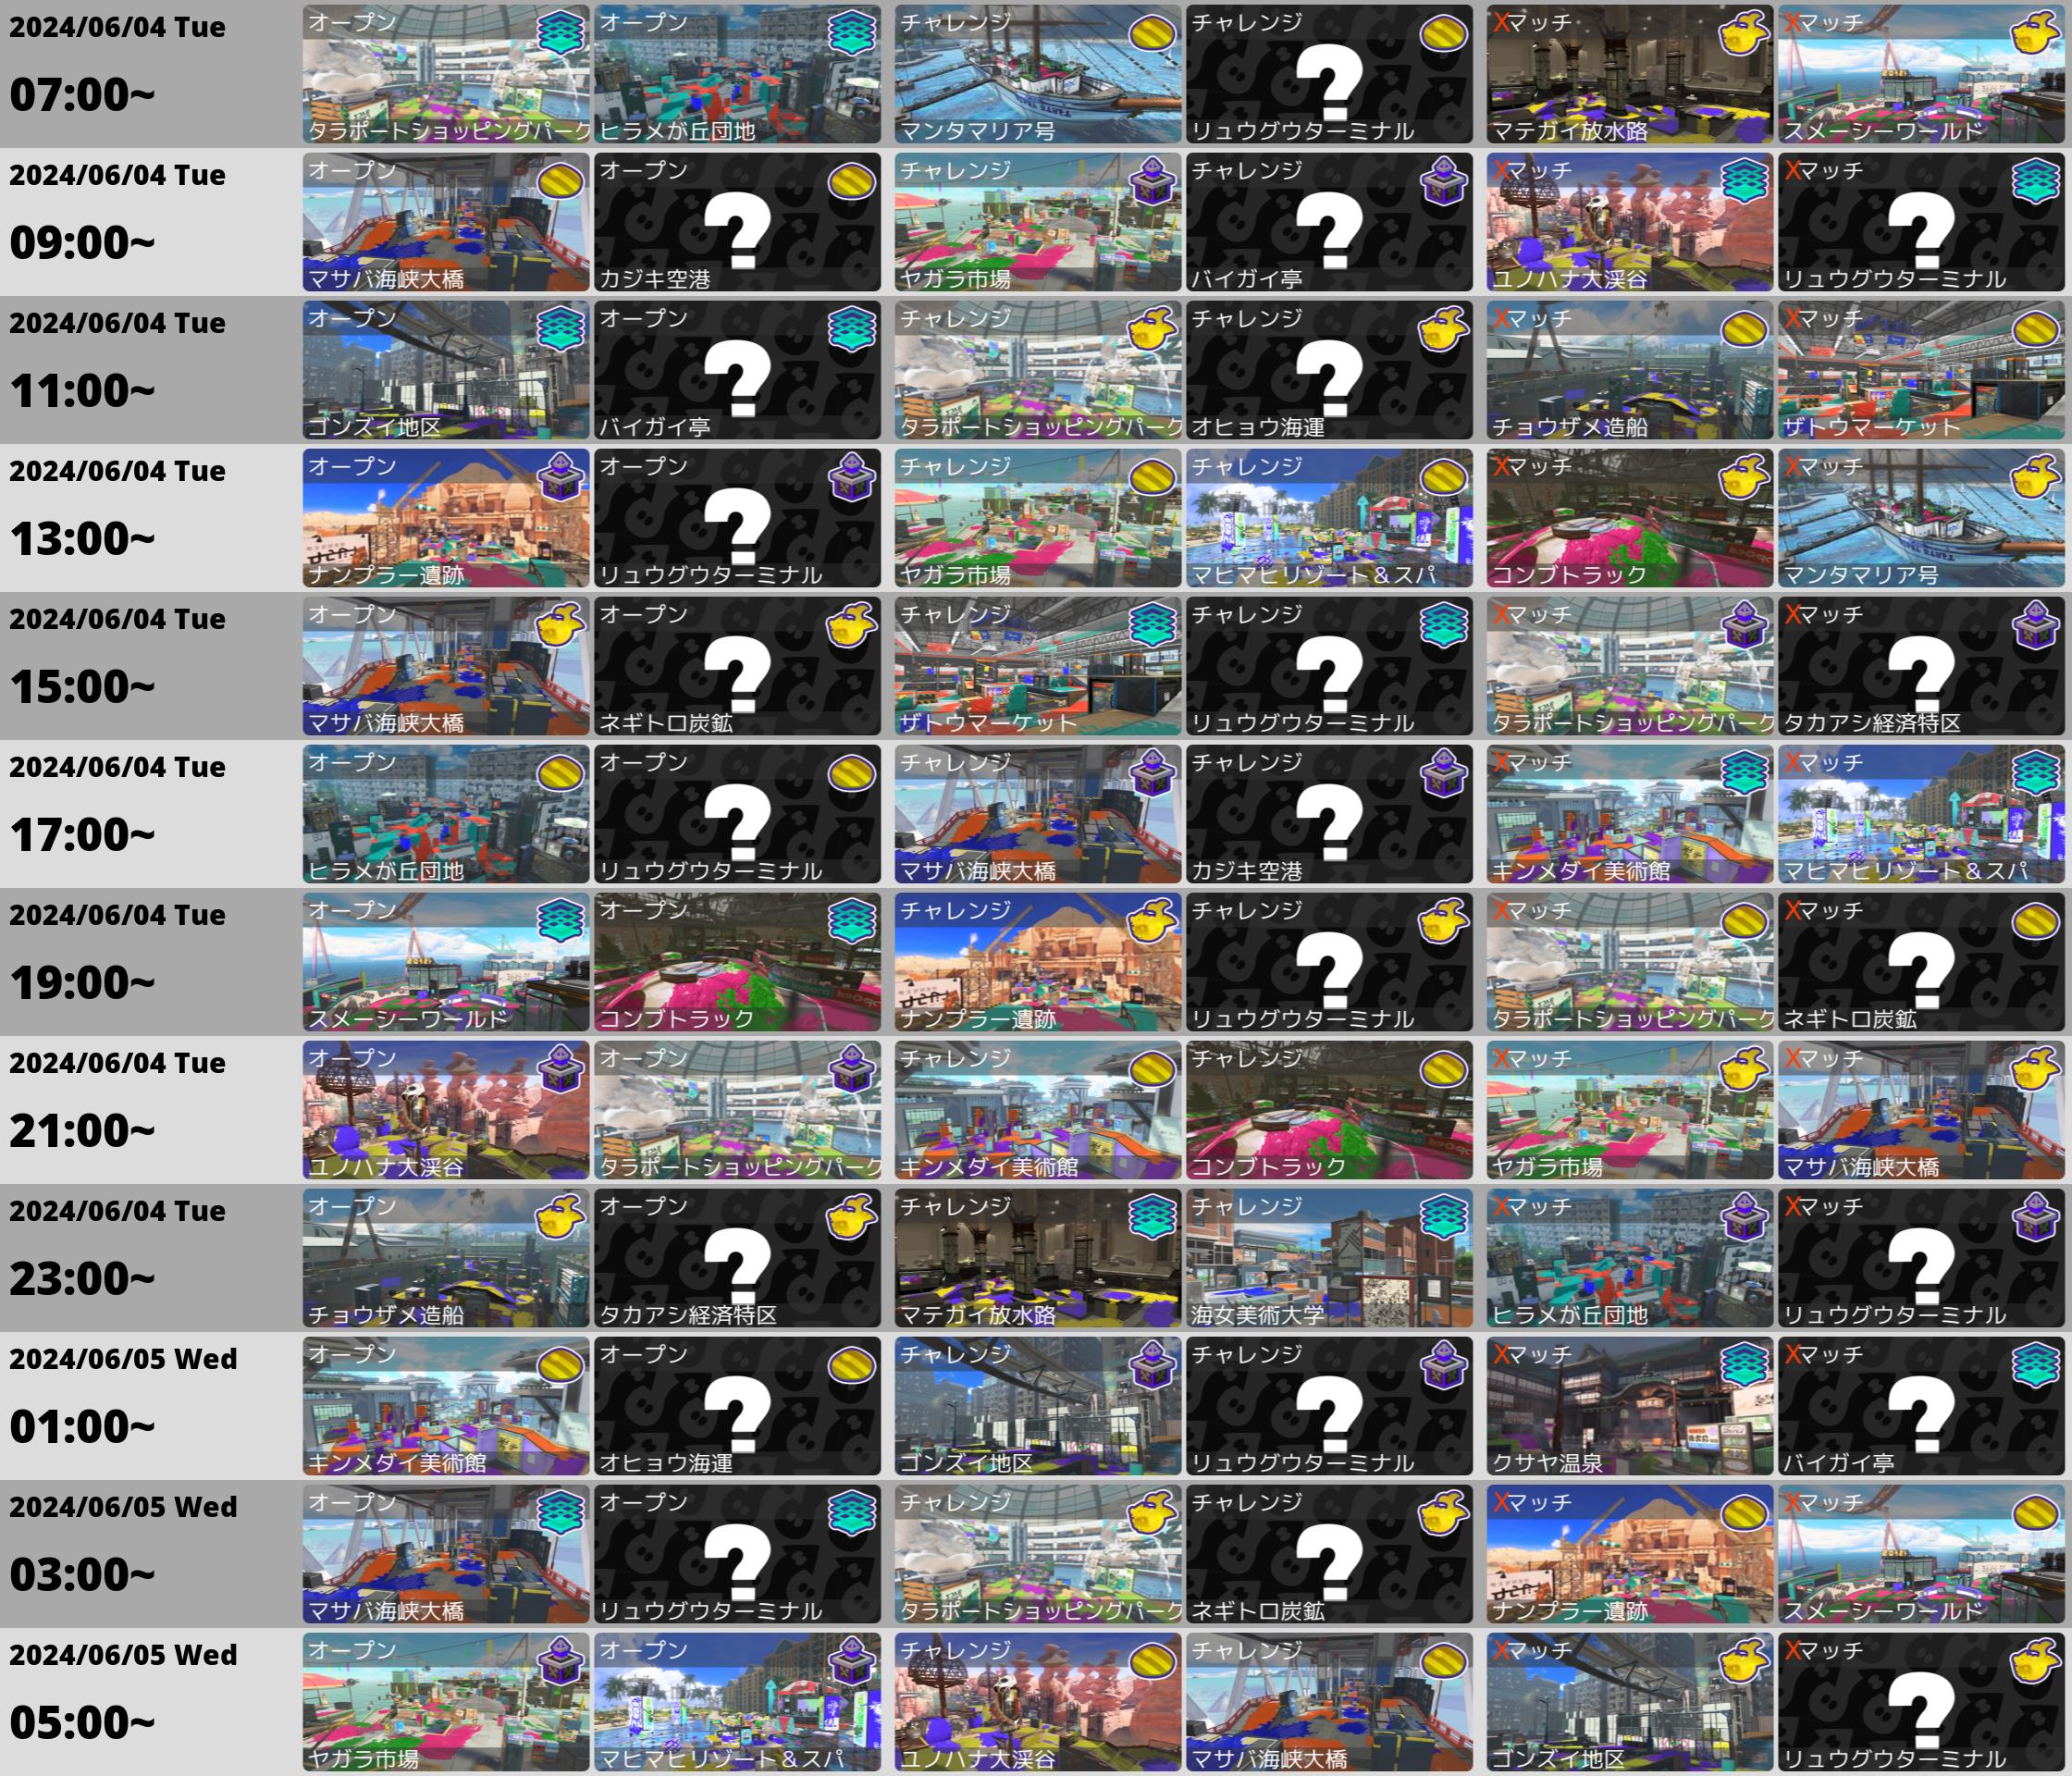 2024/06/04 Tue
07:00~
オープン
タラポートショッピングパーク
オープン
ヒラメが丘団地
チャレンジ
マンタマリア号
チャレンジ
?
リュウグウターミナル
Xマッチ
マテガイ放水路
Xマッチ
スメーシーワールド
2024/06/04 Tue
09:00~
オープン
マサバ海峡大橋
オープン
?
カジキ空港
チャレンジ
ヤガラ市場
チャレンジ
?
バイガイ亭
Xマッチ
ユノハナ大渓谷
Xマッチ
?
リュウグウターミナル
2024/06/04 Tue
11:00~
オープン
ゴンズイ地区
オープン
?
バイガイ亭
チャレンジ
タラポートショッピングパーク
チャレンジ
?
オヒョウ海運
Xマッチ
チョウザメ造船
Xマッチ
ザトウマーケット
2024/06/04 Tue
13:00~
オープン
ナンプラー遺跡
オープン
?
リュウグウターミナル
チャレンジ
ヤガラ市場
チャレンジ
マヒマヒリゾート＆スパ
Xマッチ
コンブトラック
Xマッチ
マンタマリア号
2024/06/04 Tue
15:00~
オープン
マサバ海峡大橋
オープン
?
ネギトロ炭鉱
チャレンジ
ザトウマーケット
チャレンジ
?
リュウグウターミナル
Xマッチ
タラポートショッピングパーク
Xマッチ
?
タカアシ経済特区
2024/06/04 Tue
17:00~
オープン
ヒラメが丘団地
オープン
?
リュウグウターミナル
チャレンジ
マサバ海峡大橋
チャレンジ
?
カジキ空港
Xマッチ
キンメダイ美術館
Xマッチ
マヒマヒリゾート＆スパ
2024/06/04 Tue
19:00~
オープン
スメーシーワールド
オープン
コンブトラック
チャレンジ
ナンプラー遺跡
チャレンジ
?
リュウグウターミナル
Xマッチ
タラポートショッピングパーク
Xマッチ
?
ネギトロ炭鉱
2024/06/04 Tue
21:00~
オープン
ユノハナ大渓谷
オープン
タラポートショッピングパーク
チャレンジ
キンメダイ美術館
チャレンジ
コンブトラック
Xマッチ
ヤガラ市場
Xマッチ
マサバ海峡大橋
2024/06/04 Tue
23:00~
オープン
チョウザメ造船
オープン
?
タカアシ経済特区
チャレンジ
マテガイ放水路
チャレンジ
海女美術大学
Xマッチ
ヒラメが丘団地
Xマッチ
?
リュウグウターミナル
2024/06/05 Wed
01:00~
オープン
キンメダイ美術館
オープン
?
オヒョウ海運
チャレンジ
ゴンズイ地区
チャレンジ
?
リュウグウターミナル
Xマッチ
クサヤ温泉
Xマッチ
?
バイガイ亭
2024/06/05 Wed
03:00~
オープン
マサバ海峡大橋
オープン
?
リュウグウターミナル
チャレンジ
タラポートショッピングパーク
チャレンジ
?
ネギトロ炭鉱
Xマッチ
ナンプラー遺跡
Xマッチ
スメーシーワールド
2024/06/05 Wed
05:00~
オープン
ヤガラ市場
オープン
マヒマヒリゾート＆スパ
チャレンジ
ユノハナ大渓谷
チャレンジ
マサバ海峡大橋
Xマッチ
ゴンズイ地区
Xマッチ
?
リュウグウターミナル